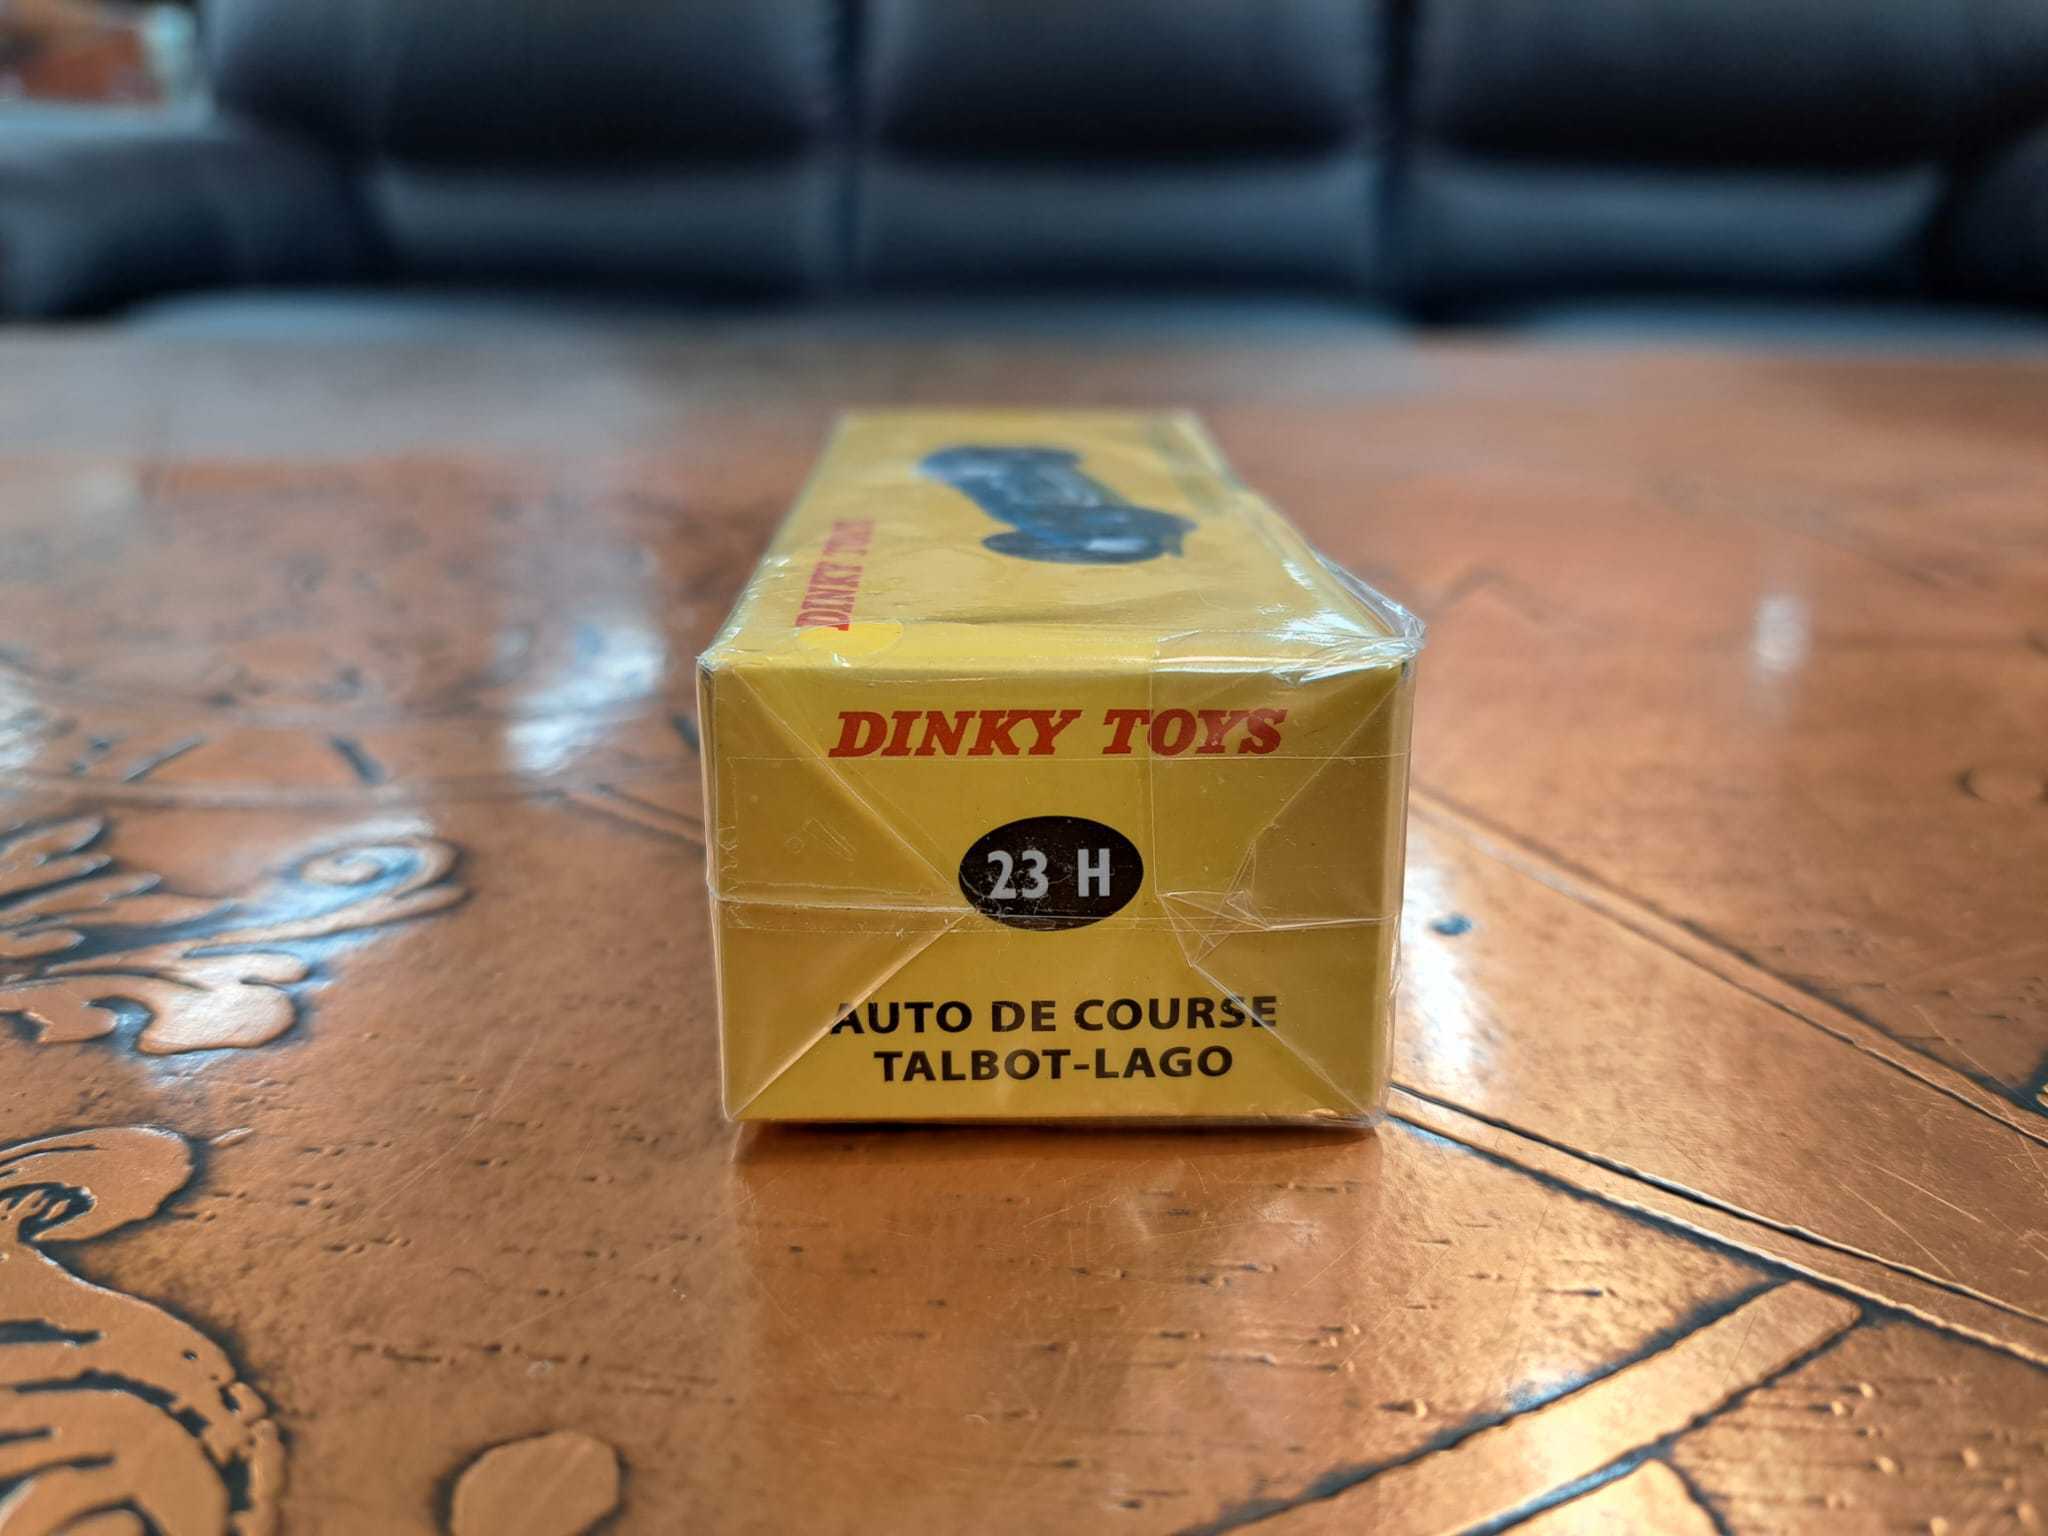 DINKY TOYS
DINKY TOYS
23 H
AUTO DE COURSE
TALBOT-LAGO